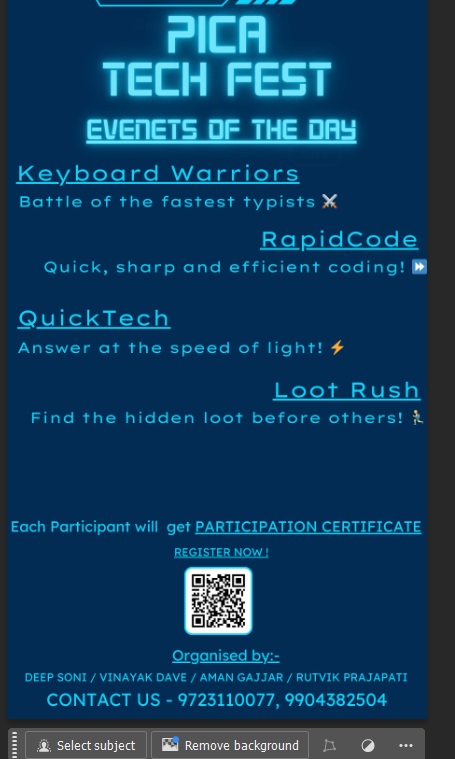 PICA
TECH FEST
EVENETS OF THE DAY
Keyboard Warriors
Battle of the fastest typists ⚔️
RapidCode
Quick, sharp and efficient coding! ⏩
QuickTech
Answer at the speed of light! ⚡
Loot Rush
Find the hidden loot before others! 🏃‍♂️
Each Participant will get PARTICIPATION CERTIFICATE
REGISTER NOW !
Organised by:-
DEEP SONI / VINAYAK DAVE / AMAN GAJJAR / RUTVIK PRAJAPATI
CONTACT US - 9723110077, 9904382504
Select subject Remove background